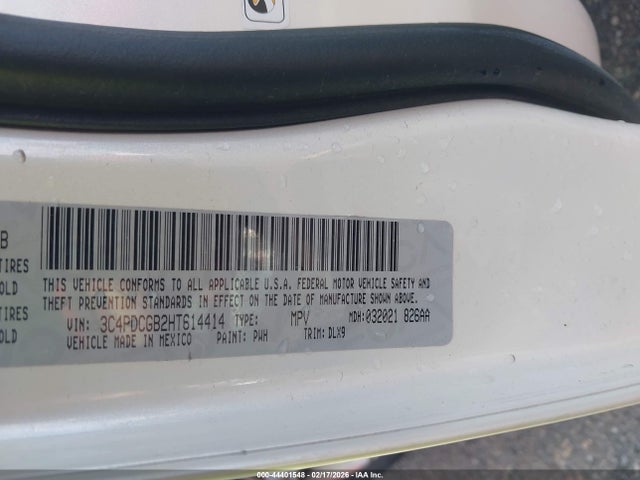 B
TIRES
OLD
TIRES
OLD
THIS VEHICLE CONFORMS TO ALL APPLICABLE U.S.A. FEDERAL MOTOR VEHICLE SAFETY AND
THEFT PREVENTION STANDARDS IN EFFECT ON THE DATE OF MANUFACTURE SHOWN ABOVE.
VIN: 3C4PDCGB2HT614414 TYPE: MPV MDH: 032021 826AA
VEHICLE MADE IN MEXICO PAINT: PWH TRIM: DLX9
000-44401548 - 02/17/2026 - IAA Inc.